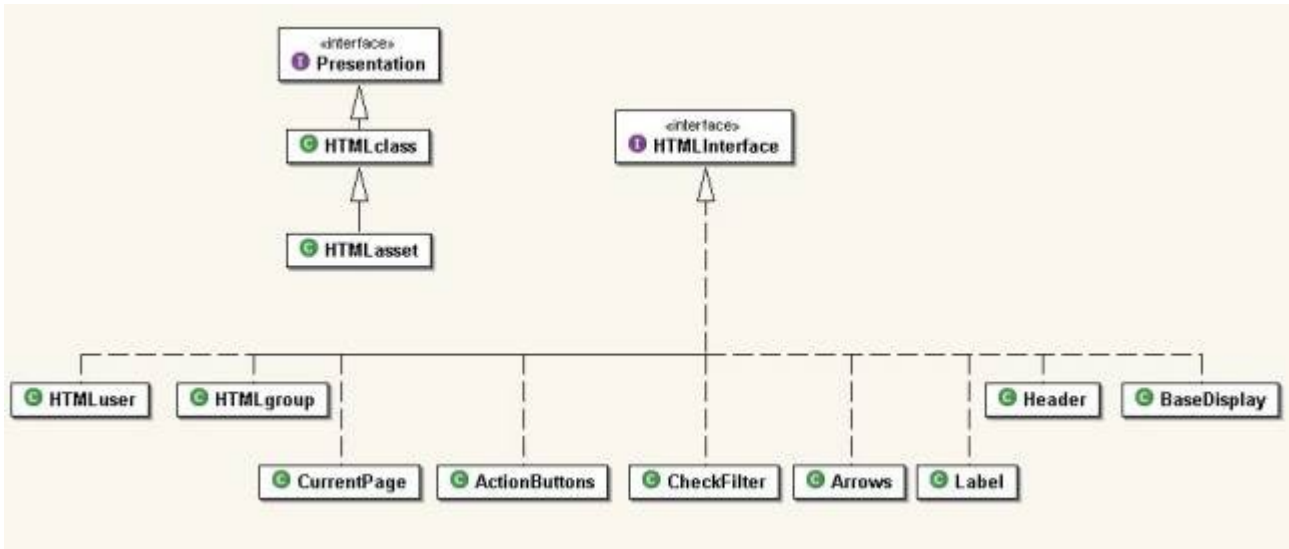 «interface»
I Presentation
C HTMLclass
«interface»
I HTMLInterface
C HTMLasset
C HTMLuser
C HTMLgroup
C Header
C BaseDisplay
C CurrentPage
C ActionButtons
C CheckFilter
C Arrows
C Label